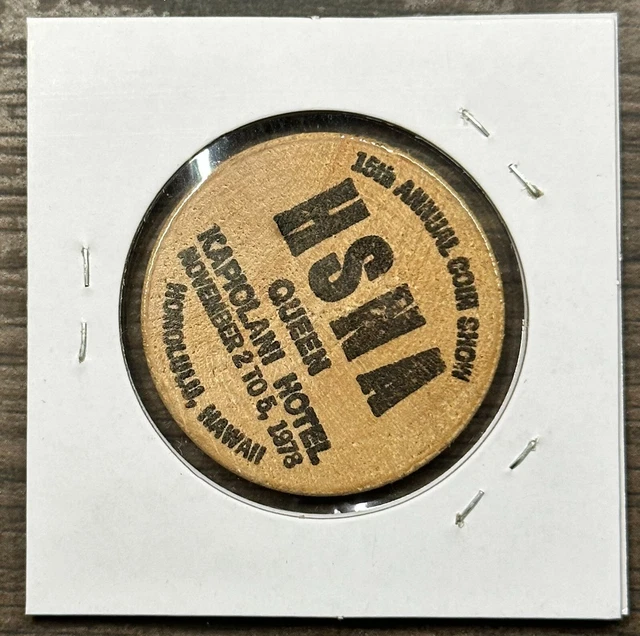 15th ANNUAL COIN SHOW
HSNA
QUEEN
KAPIOLANI HOTEL
NOVEMBER 2 TO 5, 1978
HONOLULU, HAWAII